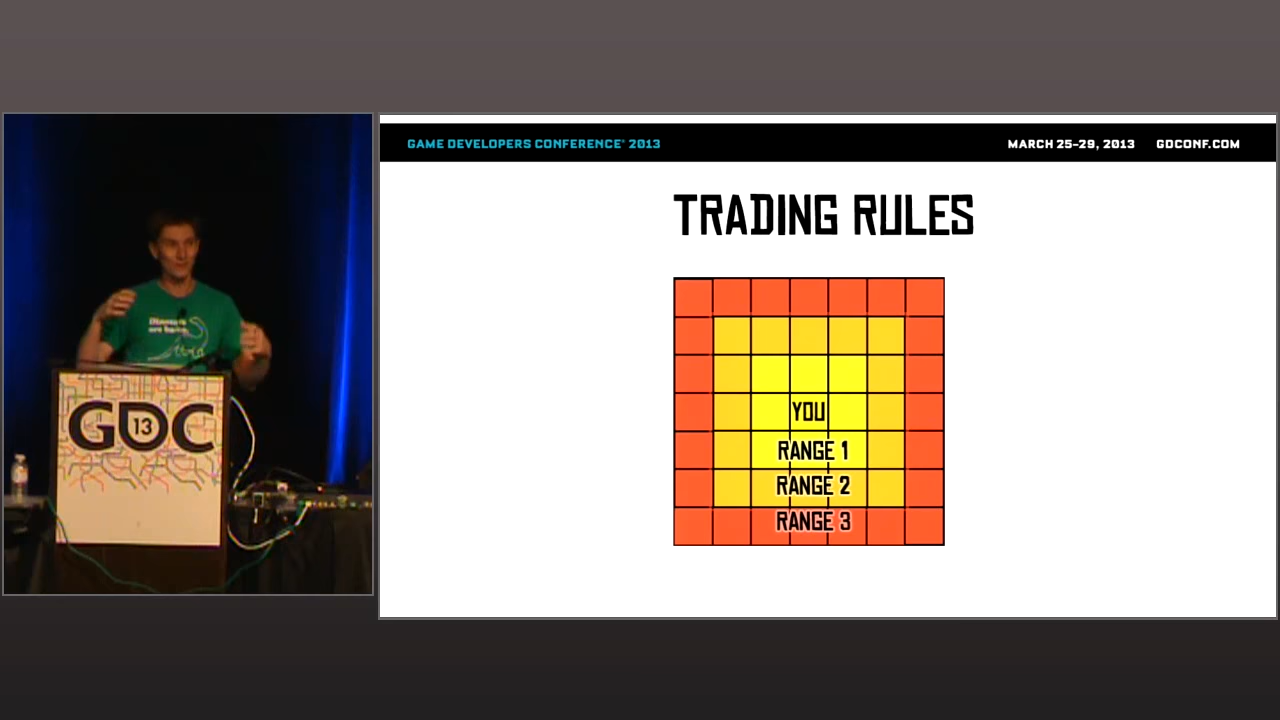 GAME DEVELOPERS CONFERENCE® 2013
MARCH 25-29, 2013 GDCONF.COM
TRADING RULES
YOU
RANGE 1
RANGE 2
RANGE 3
GDC
13